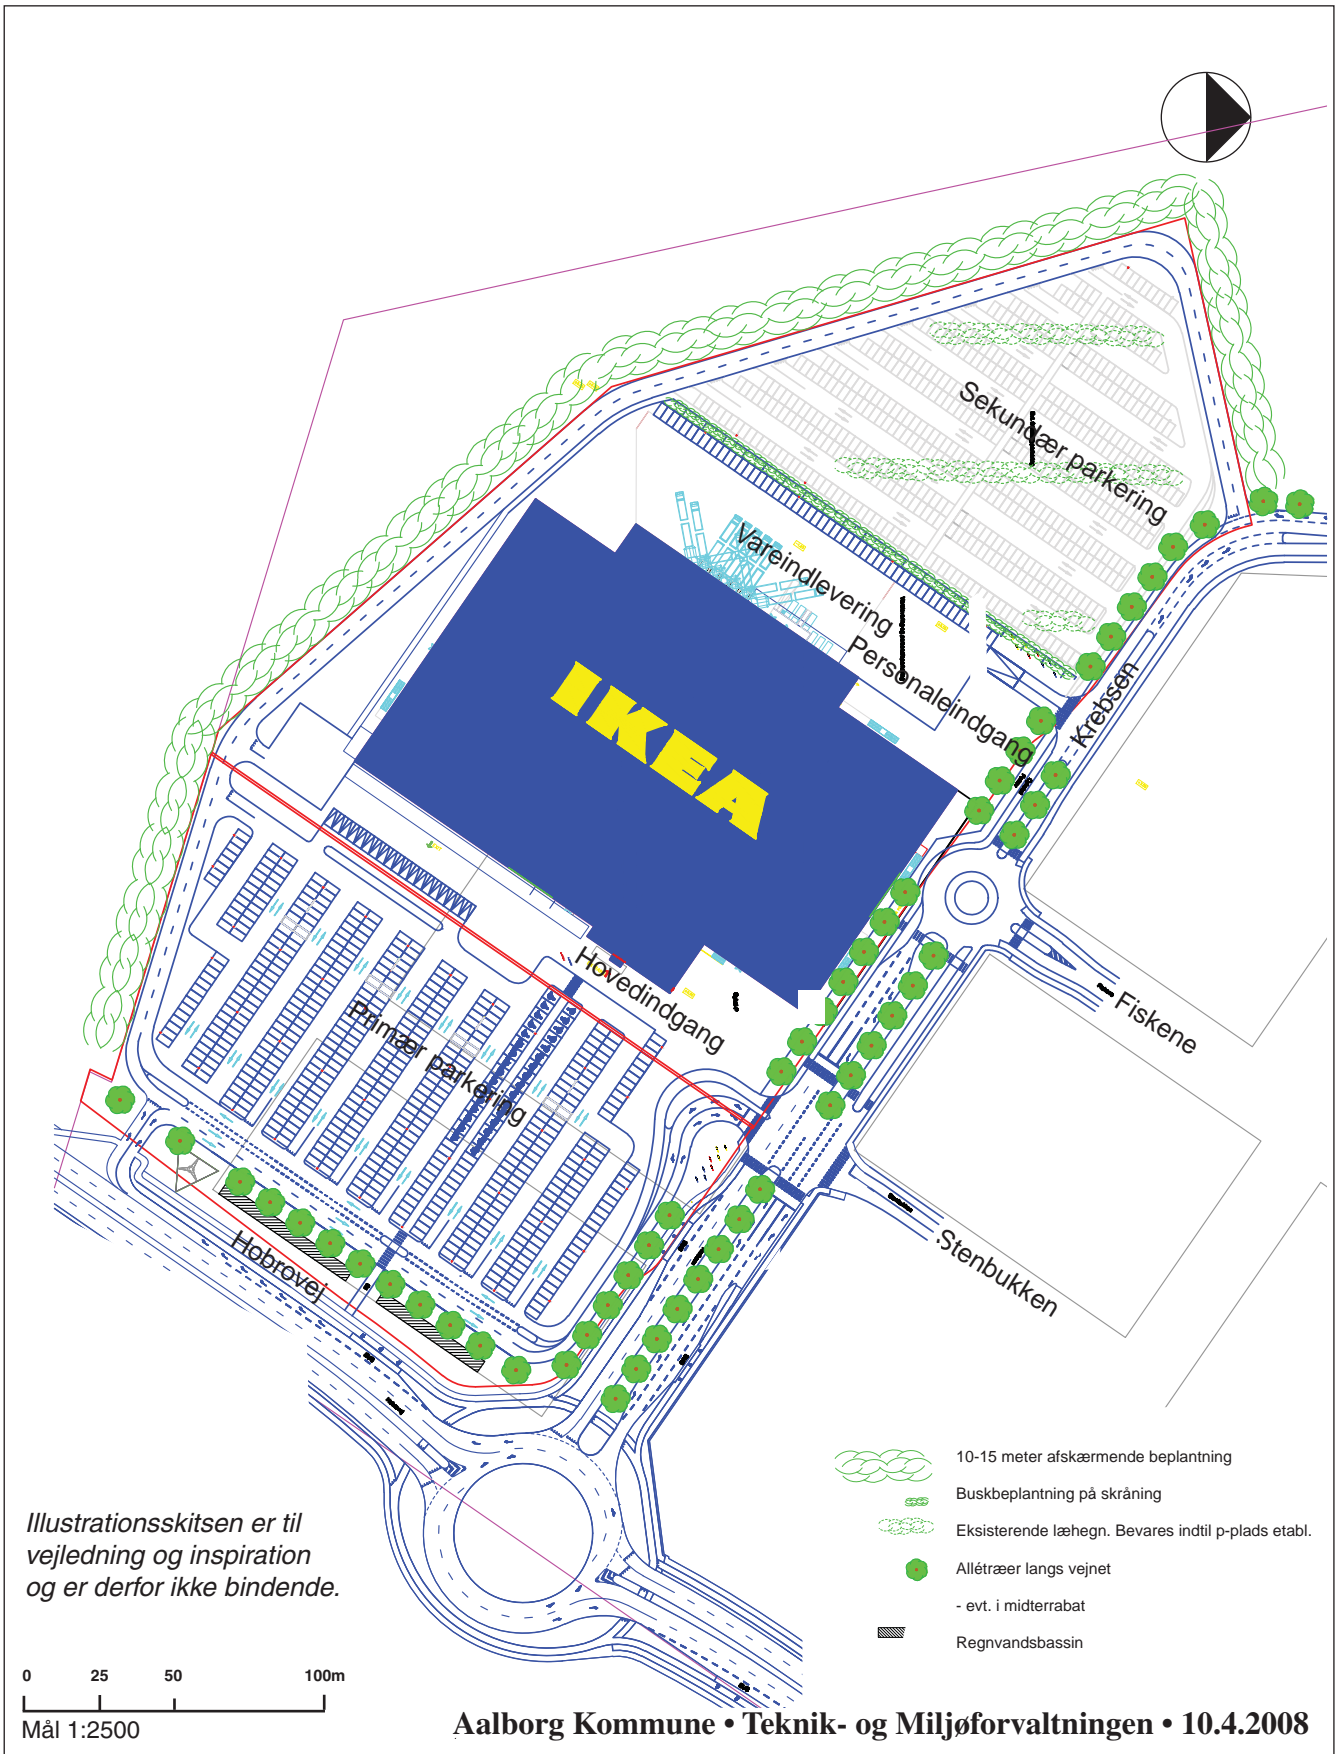 Sekundær parkering
Vareindlevering
Personaleindgang
Krebsen
IKEA
Hovedindgang
Primær parkering
Fiskene
Stenbukken
Hobrovej
10-15 meter afskærmende beplantning
Buskbeplantning på skråning
Eksisterende læhegn. Bevares indtil p-plads etabl.
Allétræer langs vejnet
- evt. i midterrabat
Regnvandsbassin
Illustrationsskitsen er til
vejledning og inspiration
og er derfor ikke bindende.
0 25 50 100m
Mål 1:2500
Aalborg Kommune • Teknik- og Miljøforvaltningen • 10.4.2008